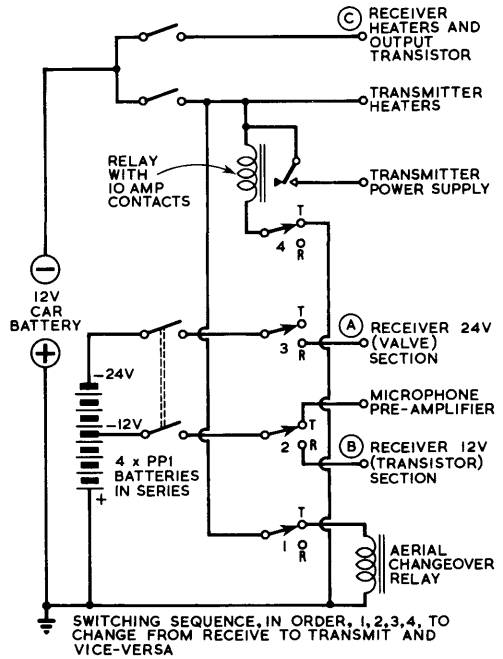 C RECEIVER
HEATERS AND
OUTPUT
TRANSISTOR
TRANSMITTER
HEATERS
RELAY
WITH
10 AMP
CONTACTS
TRANSMITTER
POWER SUPPLY
T
4
R
−
12V
CAR
BATTERY
+
T
3
R
A RECEIVER 24V
(VALVE)
SECTION
−24V
−12V
MICROPHONE
PRE-AMPLIFIER
T
2
R
B RECEIVER 12V
(TRANSISTOR)
SECTION
4 x PP1
BATTERIES
IN SERIES
+
T
1
R
AERIAL
CHANGEOVER
RELAY
SWITCHING SEQUENCE, IN ORDER, 1,2,3,4, TO
CHANGE FROM RECEIVE TO TRANSMIT AND
VICE-VERSA